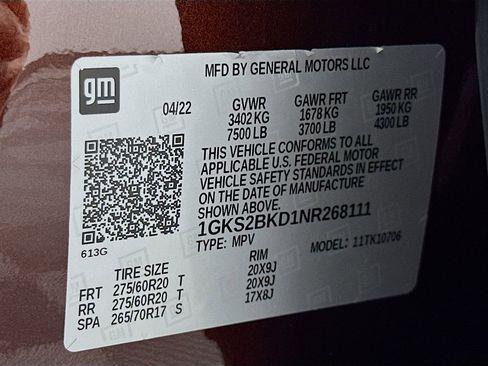 gm
MFD BY GENERAL MOTORS LLC
04/22
GVWR GAWR FRT GAWR RR
3402 KG 1678 KG 1950 KG
7500 LB 3700 LB 4300 LB
THIS VEHICLE CONFORMS TO ALL
APPLICABLE U.S. FEDERAL MOTOR
VEHICLE SAFETY STANDARDS IN EFFECT
ON THE DATE OF MANUFACTURE
SHOWN ABOVE.
1GKS2BKD1NR268111
613G
TYPE: MPV MODEL: 11TK10706
TIRE SIZE RIM
FRT 275/60R20 T 20X9J
RR 275/60R20 T 20X9J
SPA 265/70R17 S 17X8J